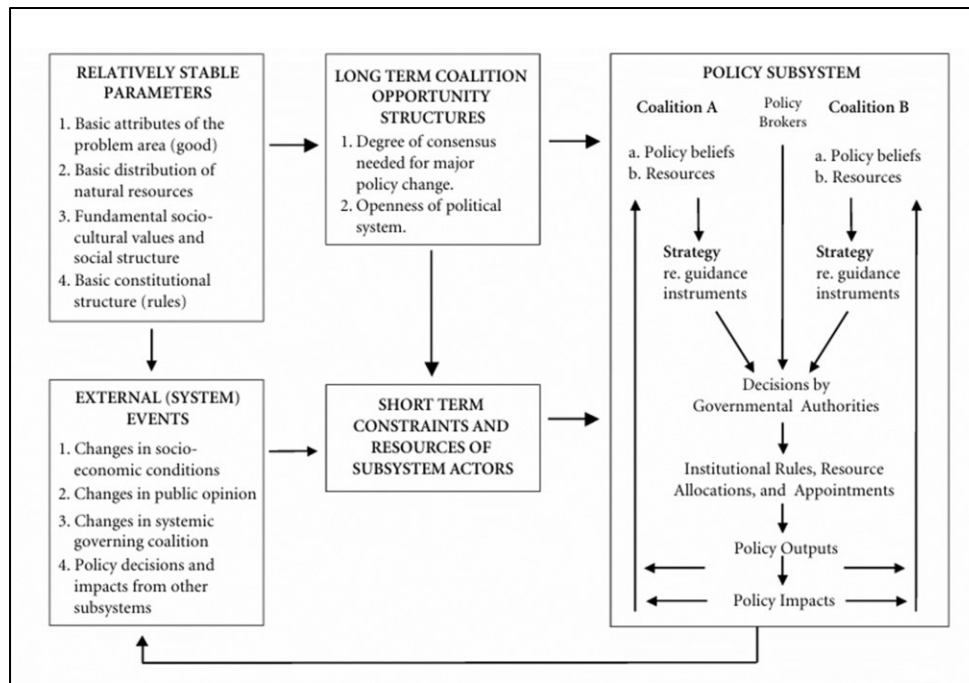 RELATIVELY STABLE
PARAMETERS
1. Basic attributes of the
problem area (good)
2. Basic distribution of
natural resources
3. Fundamental socio-
cultural values and
social structure
4. Basic constitutional
structure (rules)
LONG TERM COALITION
OPPORTUNITY
STRUCTURES
1. Degree of consensus
needed for major
policy change.
2. Openness of political
system.
EXTERNAL (SYSTEM)
EVENTS
1. Changes in socio-
economic conditions
2. Changes in public opinion
3. Changes in systemic
governing coalition
4. Policy decisions and
impacts from other
subsystems
SHORT TERM
CONSTRAINTS AND
RESOURCES OF
SUBSYSTEM ACTORS
POLICY SUBSYSTEM
Coalition A
a. Policy beliefs
b. Resources
Strategy
re. guidance
instruments
Policy
Brokers
Coalition B
a. Policy beliefs
b. Resources
Strategy
re. guidance
instruments
Decisions by
Governmental Authorities
Institutional Rules, Resource
Allocations, and Appointments
Policy Outputs
Policy Impacts